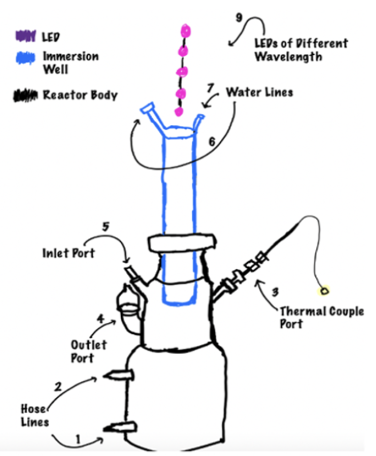 9
LED
LEDs of Different
Wavelength
Immersion
Well
7
Water Lines
Reactor Body
6
5
Inlet Port
3
Thermal Couple
Port
4
Outlet
Port
2
Hose
Lines
1